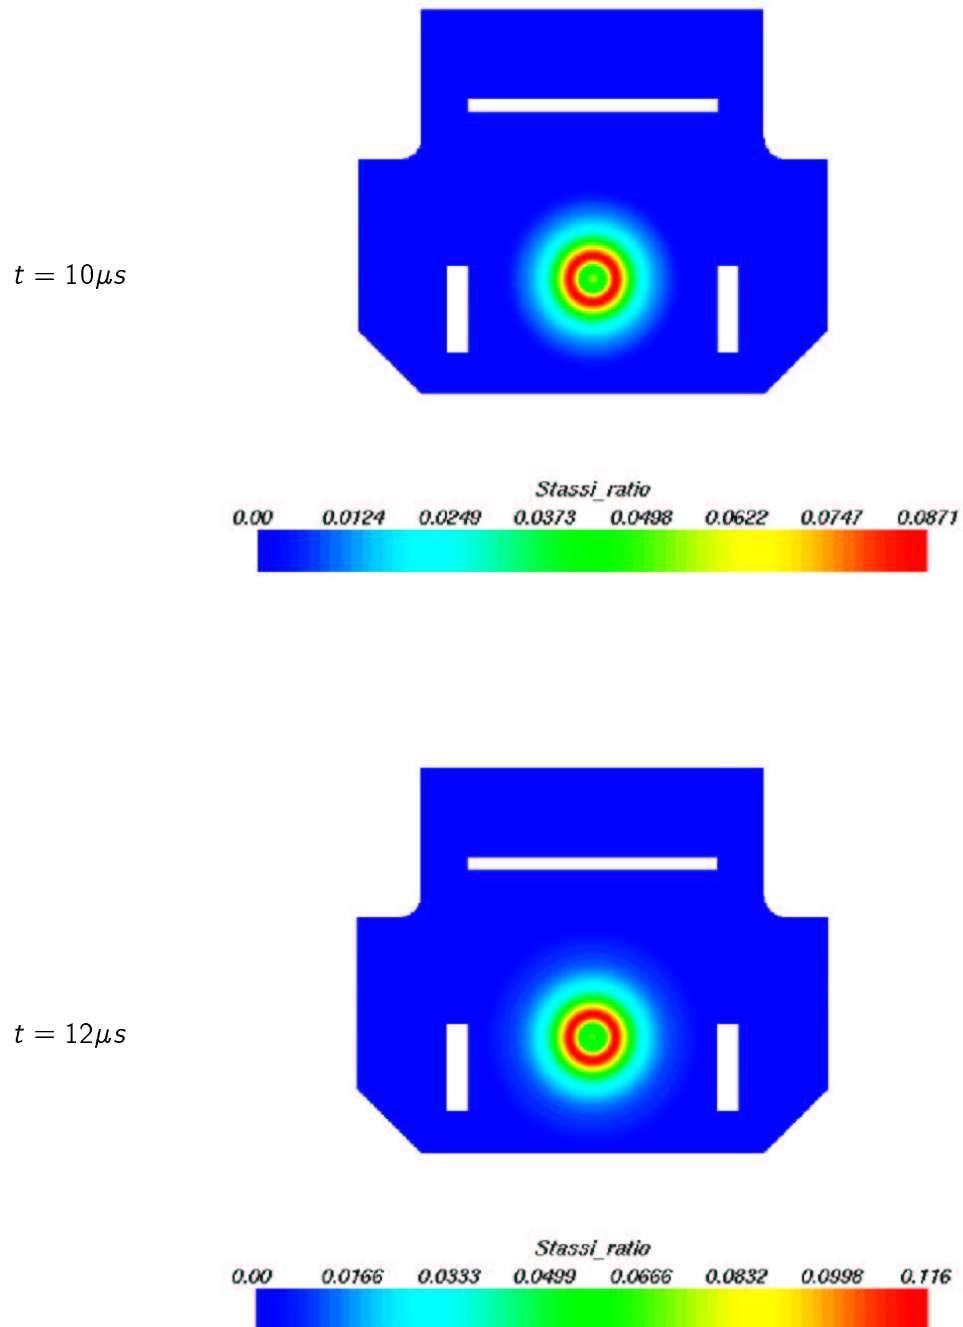 t = 10μs
Stassi_ratio
0.00 0.0124 0.0249 0.0373 0.0498 0.0622 0.0747 0.0871
t = 12μs
Stassi_ratio
0.00 0.0166 0.0333 0.0499 0.0666 0.0832 0.0998 0.116